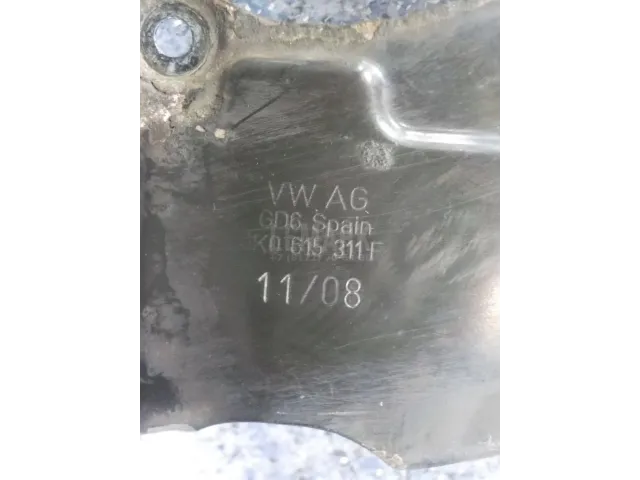 VW AG
GD6 Spain
K0 615 311 F
11/08